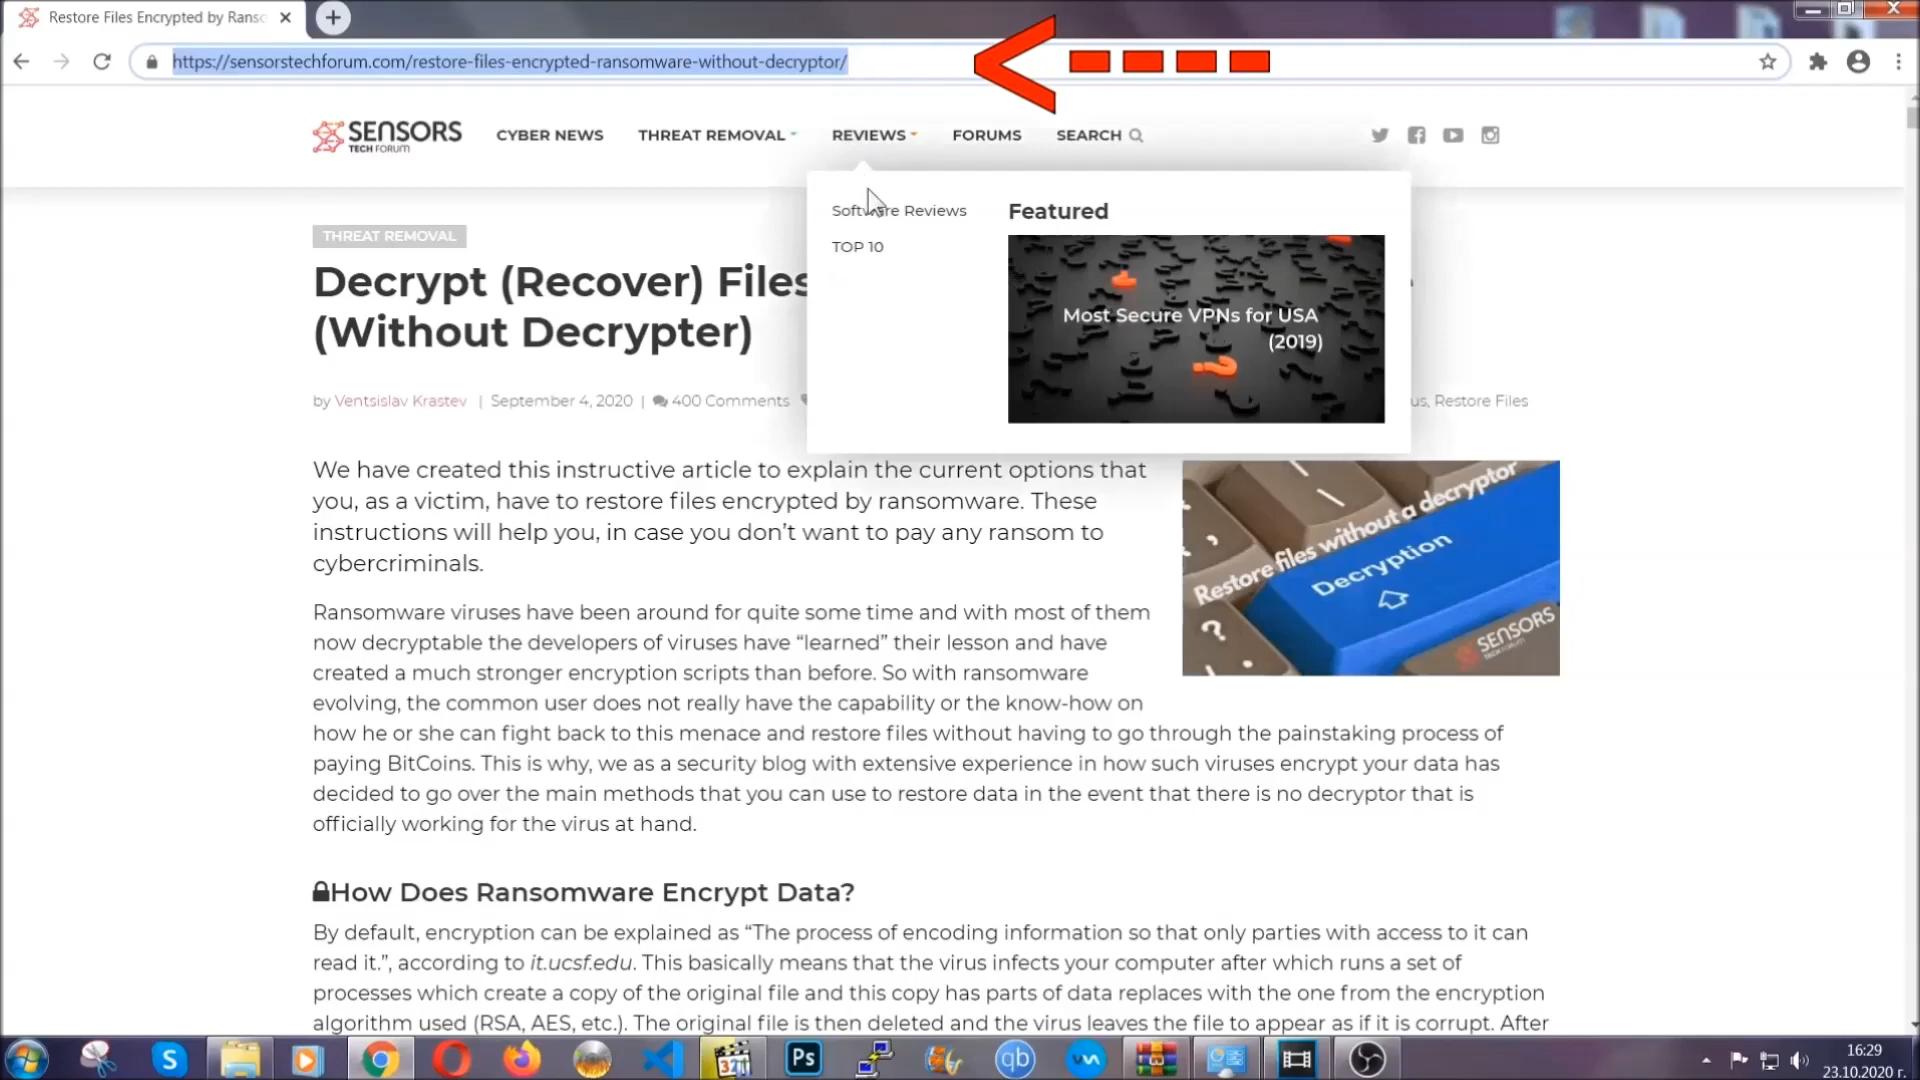 Restore Files Encrypted by Ranso
https://sensorstechforum.com/restore-files-encrypted-ransomware-without-decryptor/
SENSORS
TECH FORUM
CYBER NEWS
THREAT REMOVAL
REVIEWS
FORUMS
SEARCH
Software Reviews
TOP 10
Featured
Most Secure VPNs for USA
(2019)
THREAT REMOVAL
Decrypt (Recover) Files
(Without Decrypter)
by Ventsislav Krastev | September 4, 2020 | 400 Comments
us, Restore Files
We have created this instructive article to explain the current options that
you, as a victim, have to restore files encrypted by ransomware. These
instructions will help you, in case you don’t want to pay any ransom to
cybercriminals.
Restore files without a decryptor
Decryption
SENSORS
Ransomware viruses have been around for quite some time and with most of them
now decryptable the developers of viruses have “learned” their lesson and have
created a much stronger encryption scripts than before. So with ransomware
evolving, the common user does not really have the capability or the know-how on
how he or she can fight back to this menace and restore files without having to go through the painstaking process of
paying BitCoins. This is why, we as a security blog with extensive experience in how such viruses encrypt your data has
decided to go over the main methods that you can use to restore data in the event that there is no decryptor that is
officially working for the virus at hand.
How Does Ransomware Encrypt Data?
By default, encryption can be explained as “The process of encoding information so that only parties with access to it can
read it.”, according to it.ucsf.edu. This basically means that the virus infects your computer after which runs a set of
processes which create a copy of the original file and this copy has parts of data replaces with the one from the encryption
algorithm used (RSA, AES, etc.). The original file is then deleted and the virus leaves the file to appear as if it is corrupt. After
S
321
Ps
qb
16:29
23.10.2020 г.